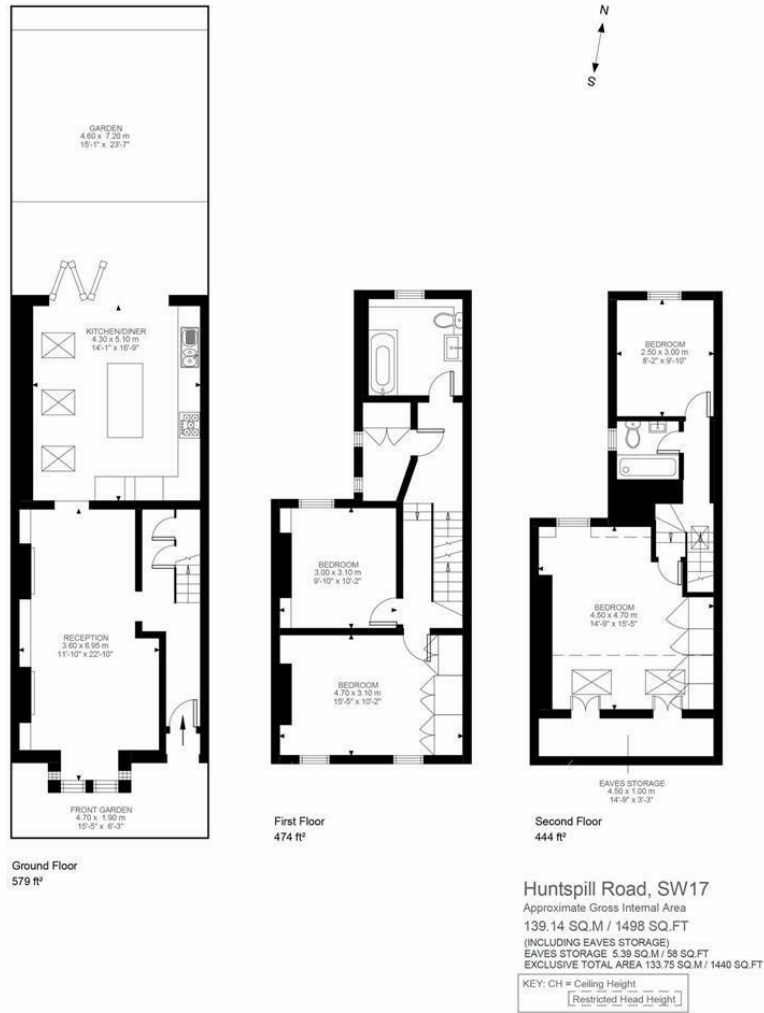 N
S
GARDEN
4.60 x 7.20 m
15'-1" x 23'-7"
KITCHEN/DINER
4.30 x 5.10 m
14'-1" x 16'-9"
RECEPTION
3.60 x 6.95 m
11'-10" x 22'-10"
FRONT GARDEN
4.70 x 1.90 m
15'-5" x 6'-3"
Ground Floor
579 ft²
BEDROOM
3.00 x 3.10 m
9'-10" x 10'-2"
BEDROOM
4.70 x 3.10 m
15'-5" x 10'-2"
First Floor
474 ft²
BEDROOM
2.50 x 3.00 m
8'-2" x 9'-10"
BEDROOM
4.50 x 4.70 m
14'-9" x 15'-5"
EAVES STORAGE
4.50 x 1.00 m
14'-9" x 3'-3"
Second Floor
444 ft²
Huntspill Road, SW17
Approximate Gross Internal Area
139.14 SQ.M / 1498 SQ.FT
(INCLUDING EAVES STORAGE)
EAVES STORAGE 5.39 SQ.M / 58 SQ.FT
EXCLUSIVE TOTAL AREA 133.75 SQ.M / 1440 SQ.FT
KEY: CH = Ceiling Height
Restricted Head Height